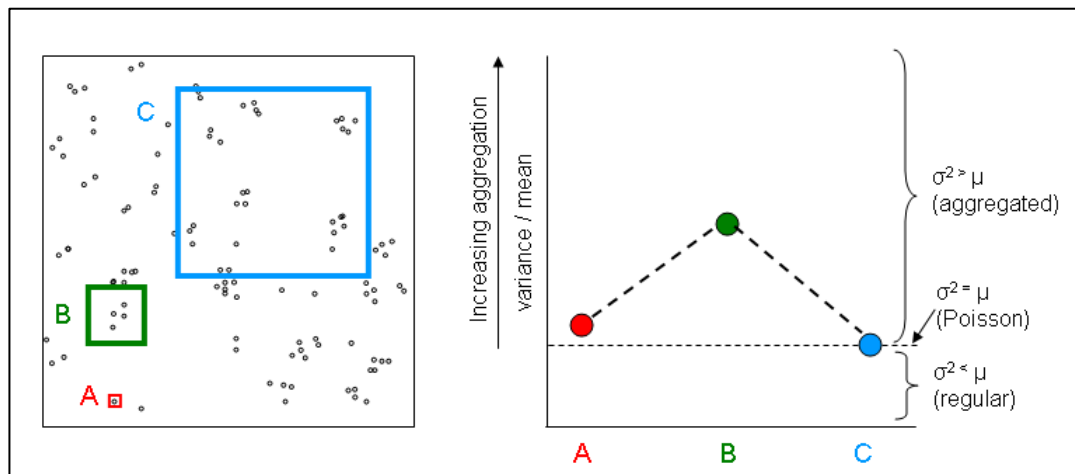 C
B
A
Increasing aggregation
variance / mean
σ² > μ
(aggregated)
σ² = μ
(Poisson)
σ² < μ
(regular)
A B C